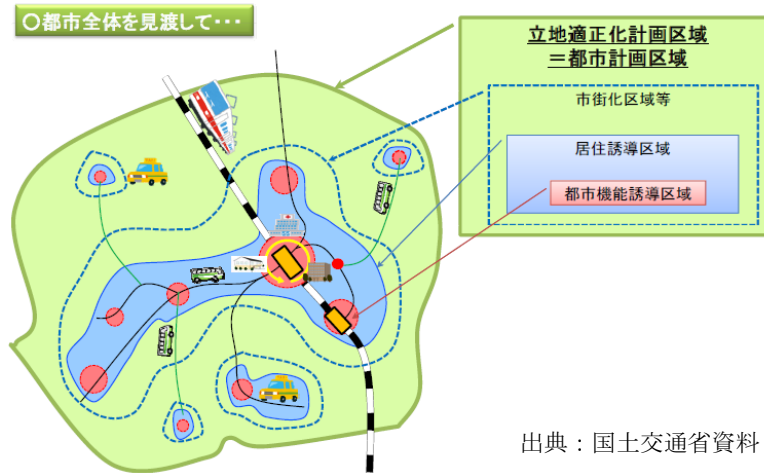 〇都市全体を見渡して･･･
立地適正化計画区域
＝都市計画区域
市街化区域等
居住誘導区域
都市機能誘導区域
出典：国土交通省資料